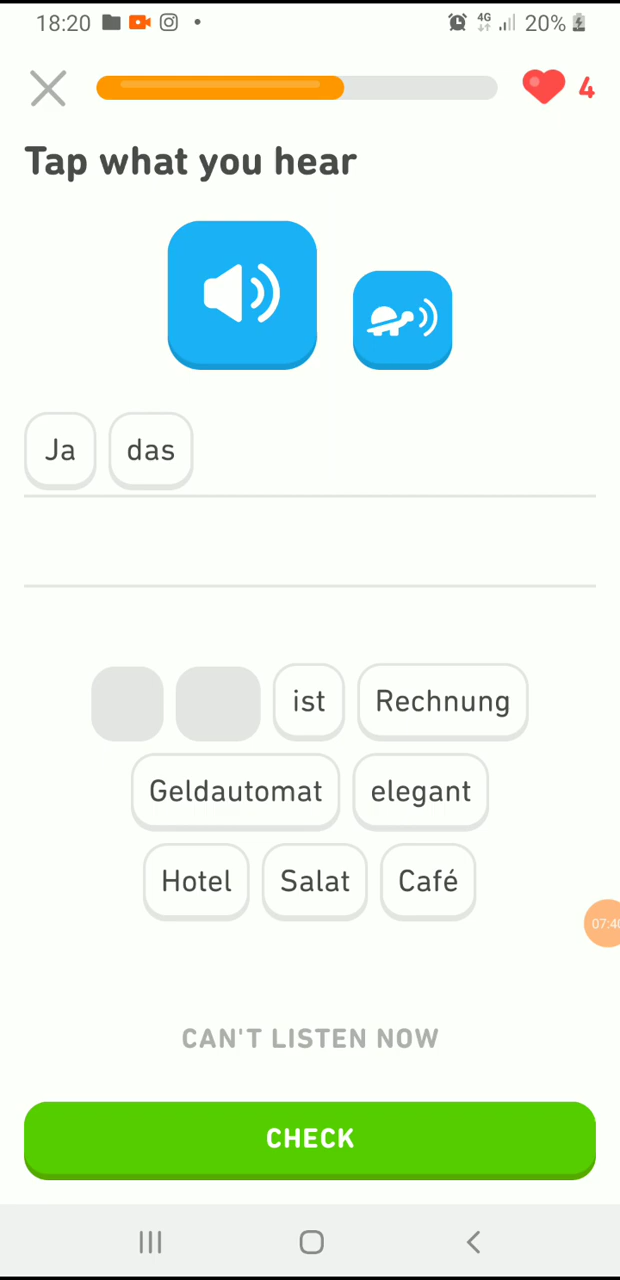 18:20 4G 20%
4
Tap what you hear
Ja das
ist Rechnung
Geldautomat elegant
Hotel Salat Café
07:40
CAN'T LISTEN NOW
CHECK